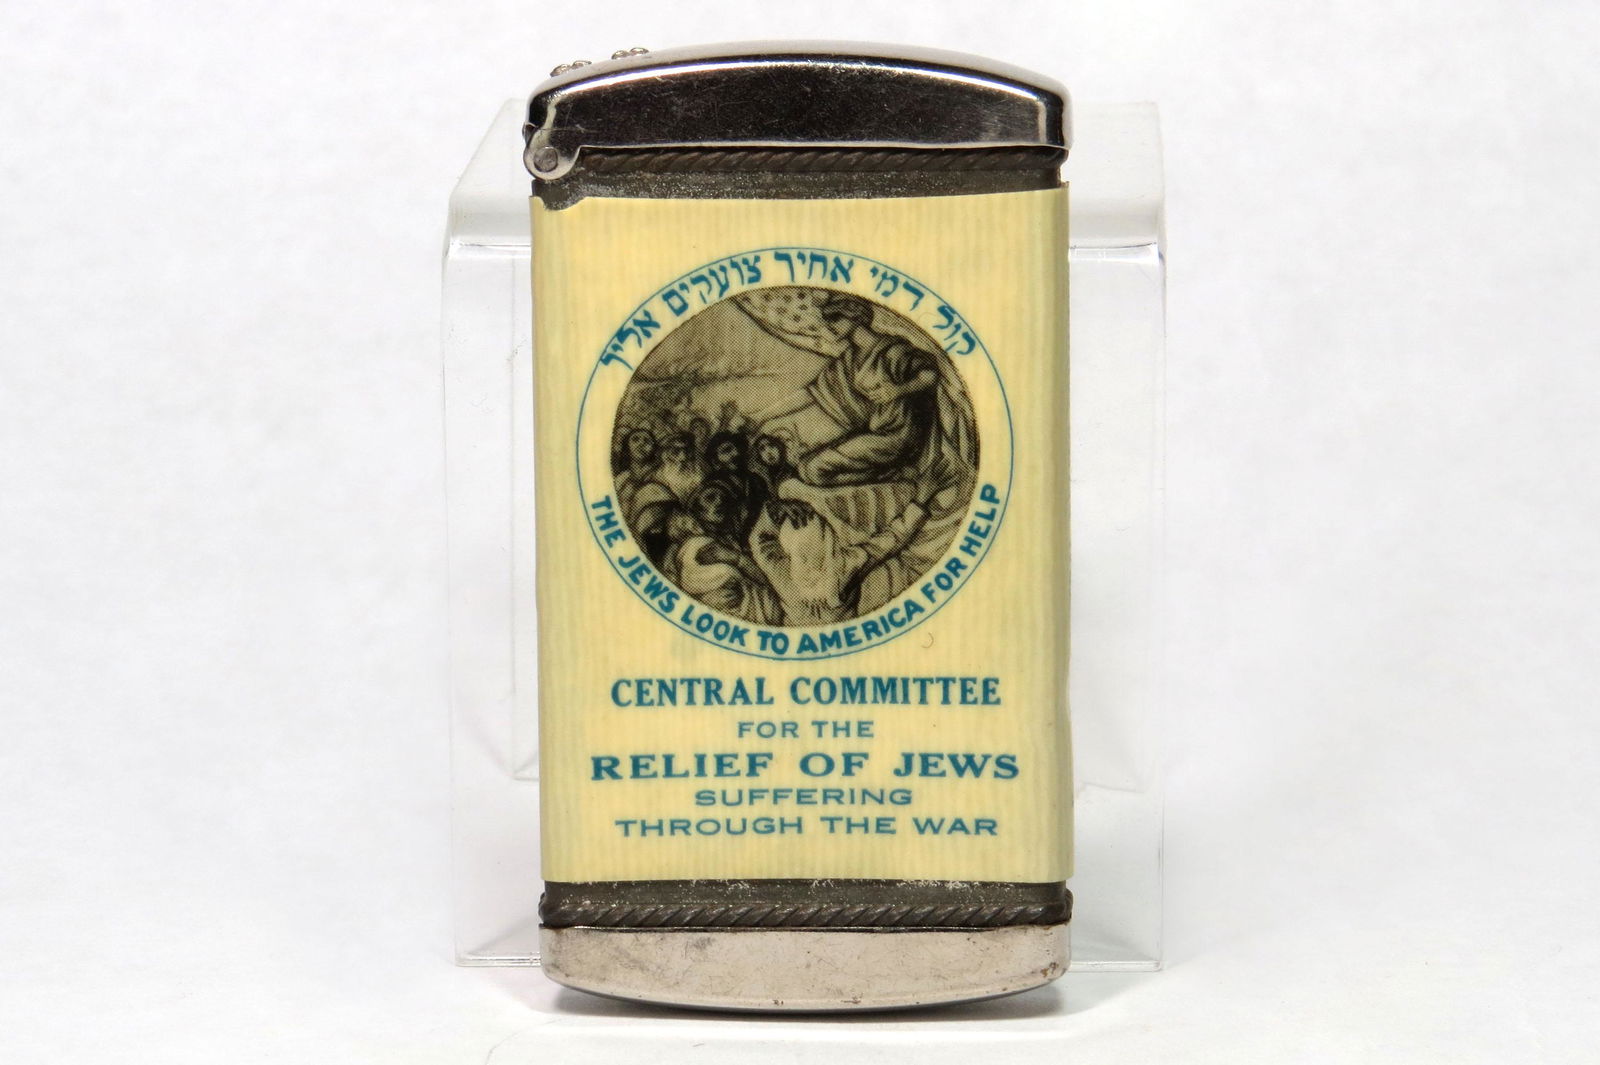 קול דמי אחיך צועקים אליך
THE JEWS LOOK TO AMERICA FOR HELP
CENTRAL COMMITTEE
FOR THE
RELIEF OF JEWS
SUFFERING
THROUGH THE WAR